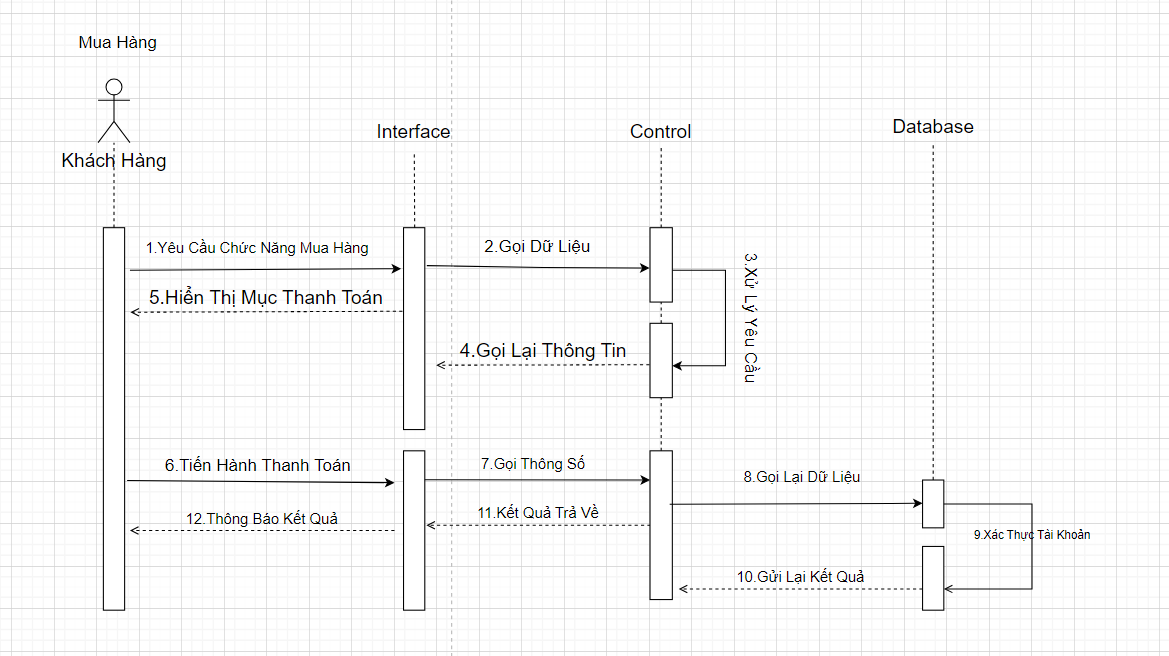 Mua Hàng
Khách Hàng
Interface
Control
Database
1.Yêu Cầu Chức Năng Mua Hàng
2.Gọi Dữ Liệu
3.Xử Lý Yêu Cầu
5.Hiển Thị Mục Thanh Toán
4.Gọi Lại Thông Tin
6.Tiến Hành Thanh Toán
7.Gọi Thông Số
8.Gọi Lại Dữ Liệu
12.Thông Báo Kết Quả
11.Kết Quả Trả Về
9.Xác Thực Tài Khoản
10.Gửi Lại Kết Quả